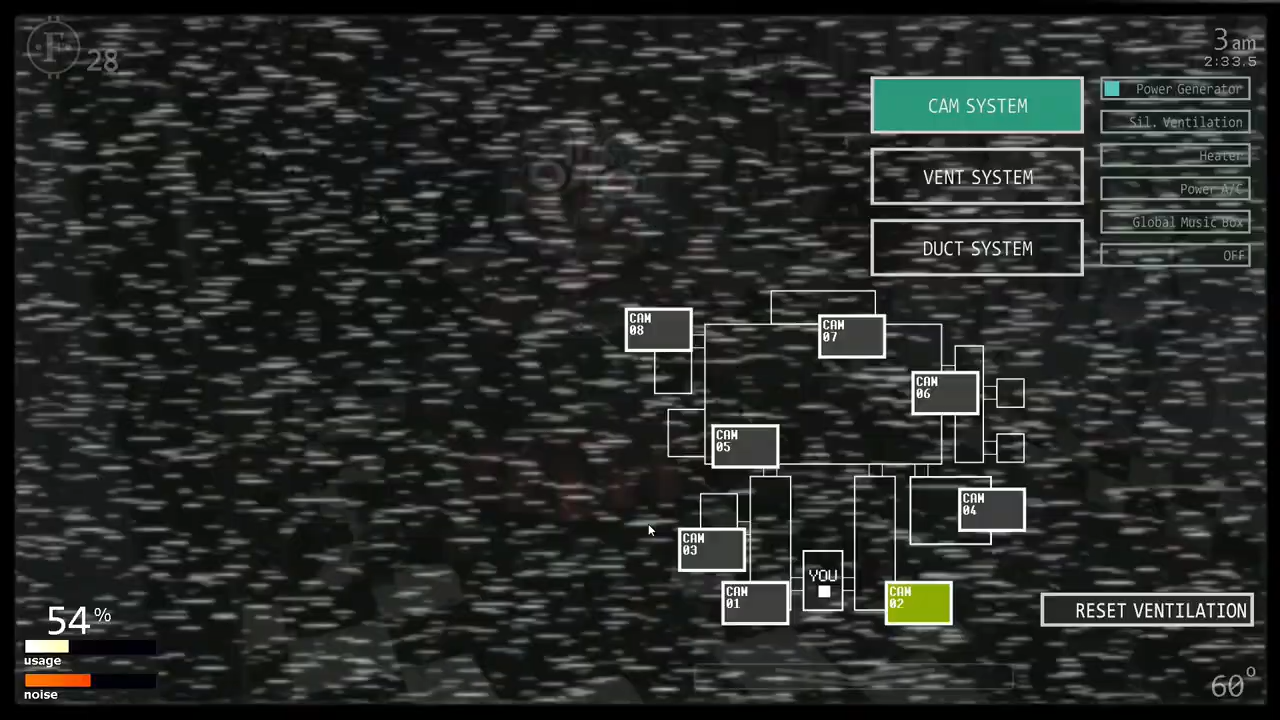 F 28
3 am
2:33.5
CAM SYSTEM
VENT SYSTEM
DUCT SYSTEM
Power Generator
Sil. Ventilation
Heater
Power A/C
Global Music Box
OFF
CAM
08
CAM
07
CAM
06
CAM
05
CAM
04
CAM
03
YOU
CAM
01
CAM
02
RESET VENTILATION
54%
usage
noise
60°